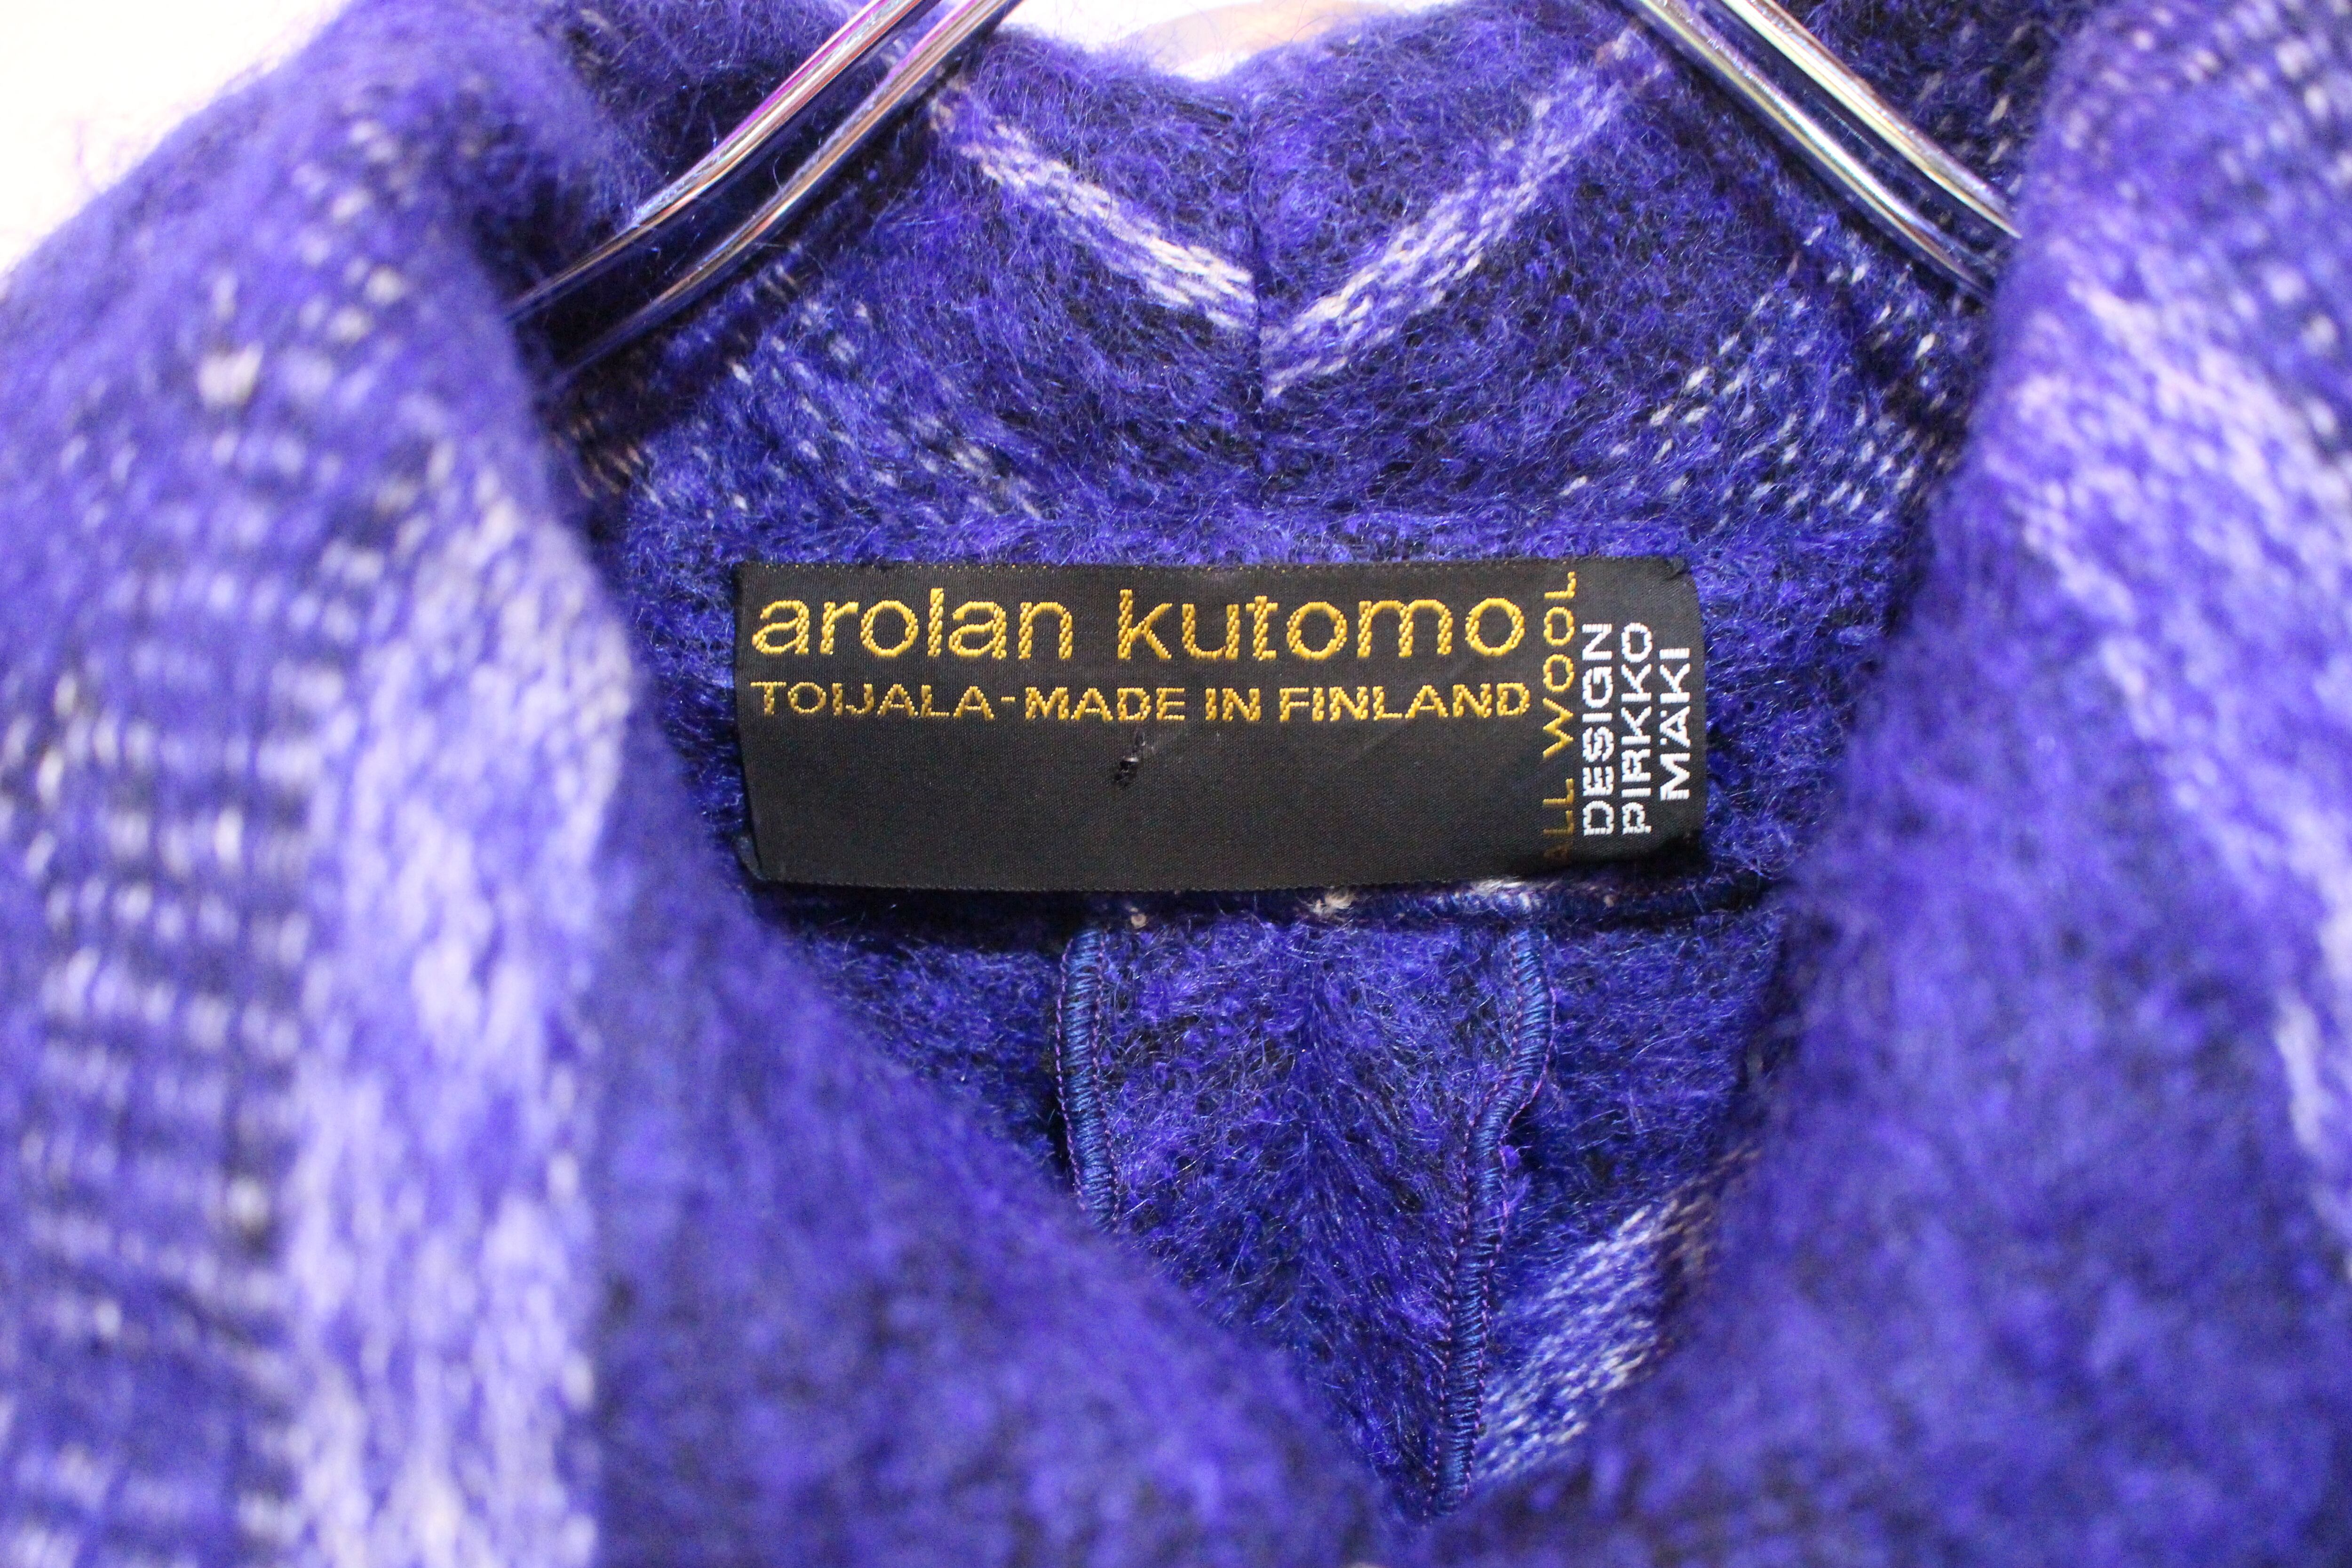 arolan kutomo
TOIJALA-MADE IN FINLAND
ALL WOOL
DESIGN
PIRKKO
MÄKI